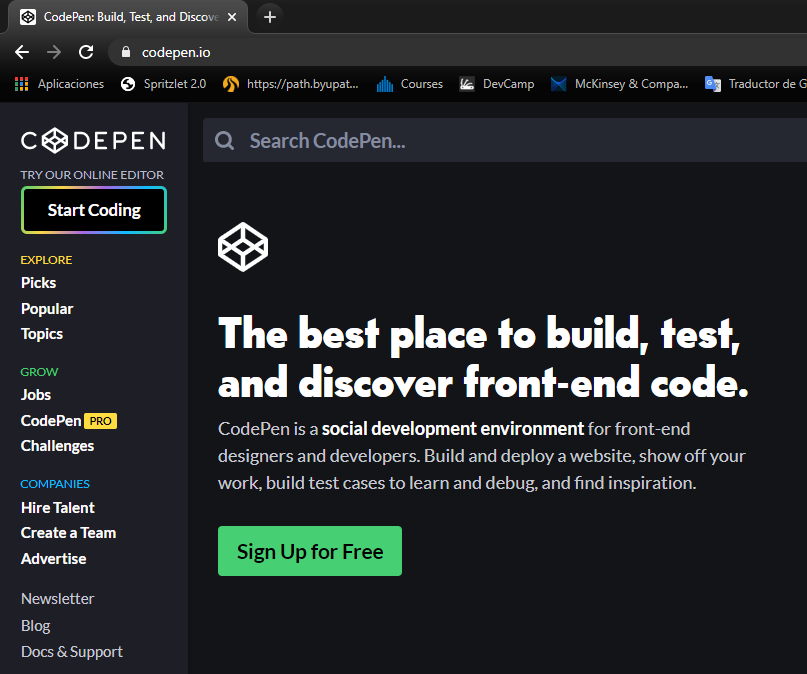 CodePen: Build, Test, and Discove
codepen.io
Aplicaciones
Spritzlet 2.0
https://path.byupat...
Courses
DevCamp
McKinsey & Compa...
Traductor de G
CODEPEN
TRY OUR ONLINE EDITOR
Start Coding
EXPLORE
Picks
Popular
Topics
GROW
Jobs
CodePen PRO
Challenges
COMPANIES
Hire Talent
Create a Team
Advertise
Newsletter
Blog
Docs & Support
Search CodePen...
The best place to build, test,
and discover front-end code.
CodePen is a social development environment for front-end
designers and developers. Build and deploy a website, show off your
work, build test cases to learn and debug, and find inspiration.
Sign Up for Free